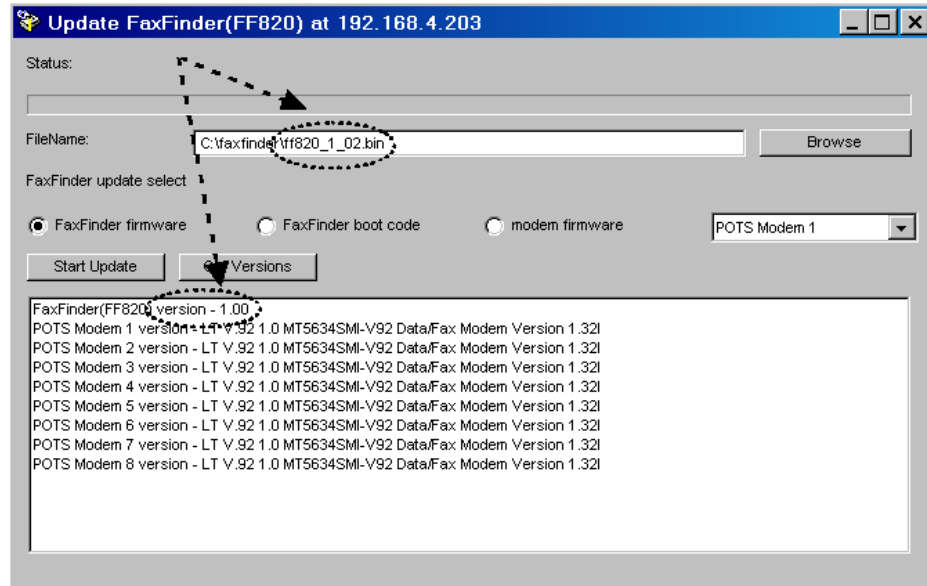 Update FaxFinder(FF820) at 192.168.4.203
Status:
FileName: C:\faxfinder\ff820_1_02.bin Browse
FaxFinder update select
FaxFinder firmware FaxFinder boot code modem firmware POTS Modem 1
Start Update Versions
FaxFinder(FF820) version - 1.00
POTS Modem 1 version - LT V.92 1.0 MT5634SMI-V92 Data/Fax Modem Version 1.32I
POTS Modem 2 version - LT V.92 1.0 MT5634SMI-V92 Data/Fax Modem Version 1.32I
POTS Modem 3 version - LT V.92 1.0 MT5634SMI-V92 Data/Fax Modem Version 1.32I
POTS Modem 4 version - LT V.92 1.0 MT5634SMI-V92 Data/Fax Modem Version 1.32I
POTS Modem 5 version - LT V.92 1.0 MT5634SMI-V92 Data/Fax Modem Version 1.32I
POTS Modem 6 version - LT V.92 1.0 MT5634SMI-V92 Data/Fax Modem Version 1.32I
POTS Modem 7 version - LT V.92 1.0 MT5634SMI-V92 Data/Fax Modem Version 1.32I
POTS Modem 8 version - LT V.92 1.0 MT5634SMI-V92 Data/Fax Modem Version 1.32I